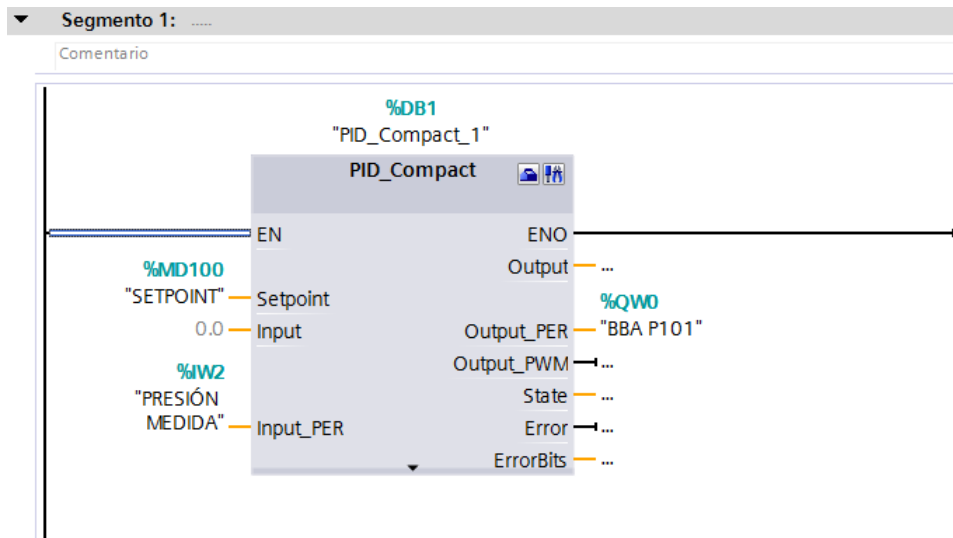 Segmento 1: .....
Comentario
%DB1
"PID_Compact_1"
PID_Compact
EN ENO
%MD100
"SETPOINT" Setpoint
Output ...
0.0 Input
%QW0
Output_PER "BBA P101"
Output_PWM ...
%IW2
"PRESIÓN
MEDIDA" Input_PER
State ...
Error ...
ErrorBits ...